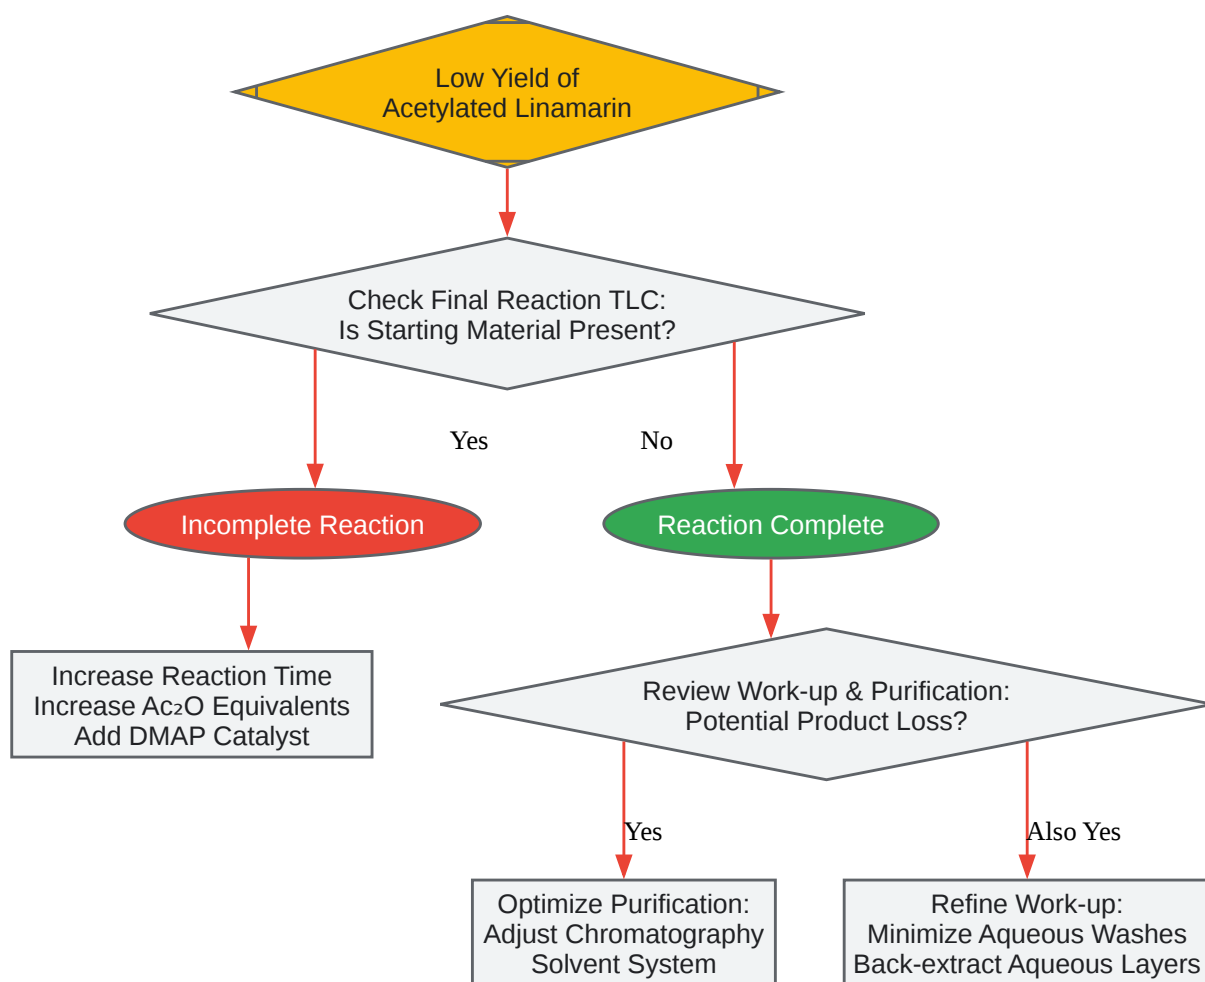 Low Yield of
Acetylated Linamarin
Check Final Reaction TLC:
Is Starting Material Present?
Yes
No
Incomplete Reaction
Reaction Complete
Increase Reaction Time
Increase Ac₂O Equivalents
Add DMAP Catalyst
Review Work-up & Purification:
Potential Product Loss?
Yes
Also Yes
Optimize Purification:
Adjust Chromatography
Solvent System
Refine Work-up:
Minimize Aqueous Washes
Back-extract Aqueous Layers